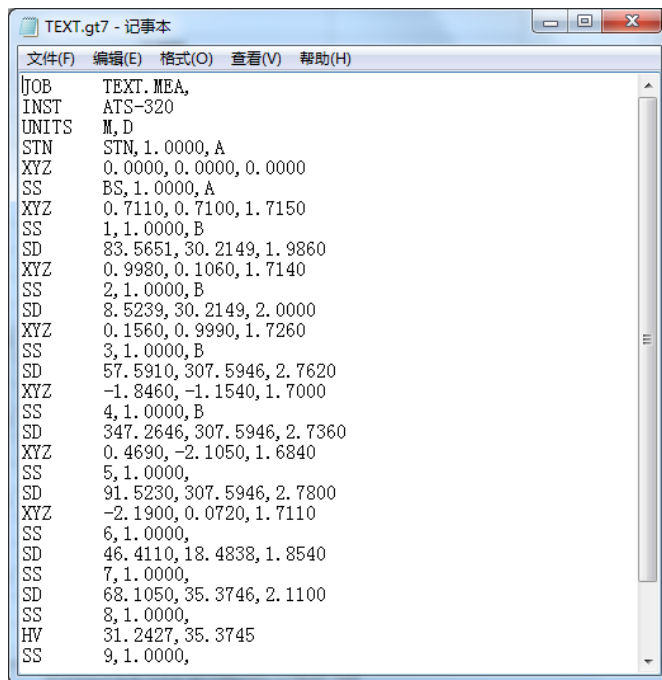 TEXT.gt7 - 记事本
文件(F) 编辑(E) 格式(O) 查看(V) 帮助(H)
JOB TEXT.MEA,
INST ATS-320
UNITS M,D
STN STN,1.0000,A
XYZ 0.0000,0.0000,0.0000
SS BS,1.0000,A
XYZ 0.7110,0.7100,1.7150
SS 1,1.0000,B
SD 83.5651,30.2149,1.9860
XYZ 0.9980,0.1060,1.7140
SS 2,1.0000,B
SD 8.5239,30.2149,2.0000
XYZ 0.1560,0.9990,1.7260
SS 3,1.0000,B
SD 57.5910,307.5946,2.7620
XYZ -1.8460,-1.1540,1.7000
SS 4,1.0000,B
SD 347.2646,307.5946,2.7360
XYZ 0.4690,-2.1050,1.6840
SS 5,1.0000,
SD 91.5230,307.5946,2.7800
XYZ -2.1900,0.0720,1.7110
SS 6,1.0000,
SD 46.4110,18.4838,1.8540
SS 7,1.0000,
SD 68.1050,35.3746,2.1100
SS 8,1.0000,
HV 31.2427,35.3745
SS 9,1.0000,